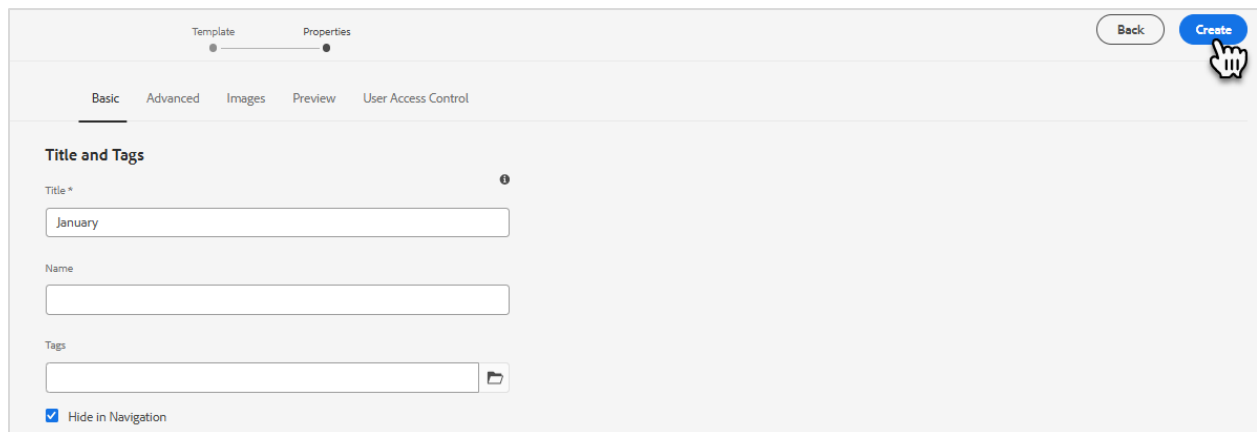 Template Properties
Back Create
Basic Advanced Images Preview User Access Control
Title and Tags
Title *
January
Name
Tags
Hide in Navigation